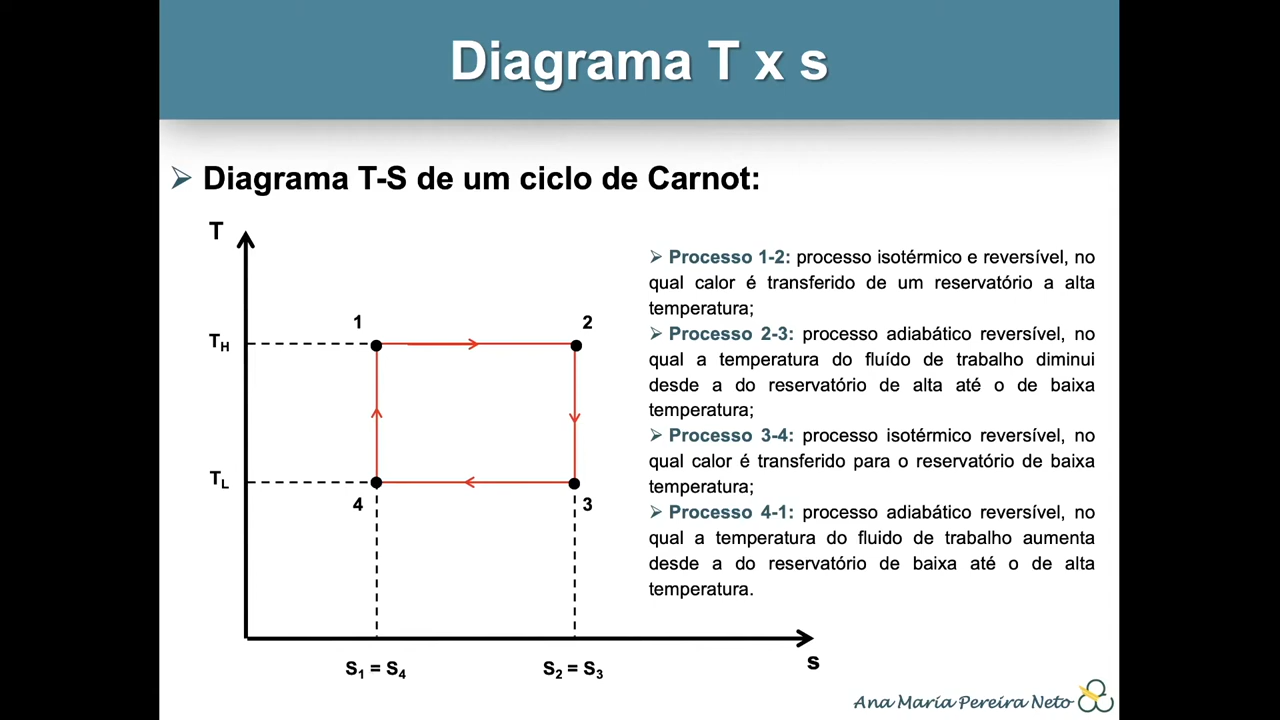 Diagrama T x s
Diagrama T-S de um ciclo de Carnot:
T
1
2
T_H
T_L
4
3
S₁ = S₄
S₂ = S₃
s
Processo 1-2: processo isotérmico e reversível, no
qual calor é transferido de um reservatório a alta
temperatura;
Processo 2-3: processo adiabático reversível, no
qual a temperatura do fluído de trabalho diminui
desde a do reservatório de alta até o de baixa
temperatura;
Processo 3-4: processo isotérmico reversível, no
qual calor é transferido para o reservatório de baixa
temperatura;
Processo 4-1: processo adiabático reversível, no
qual a temperatura do fluido de trabalho aumenta
desde a do reservatório de baixa até o de alta
temperatura.
Ana Maria Pereira Neto